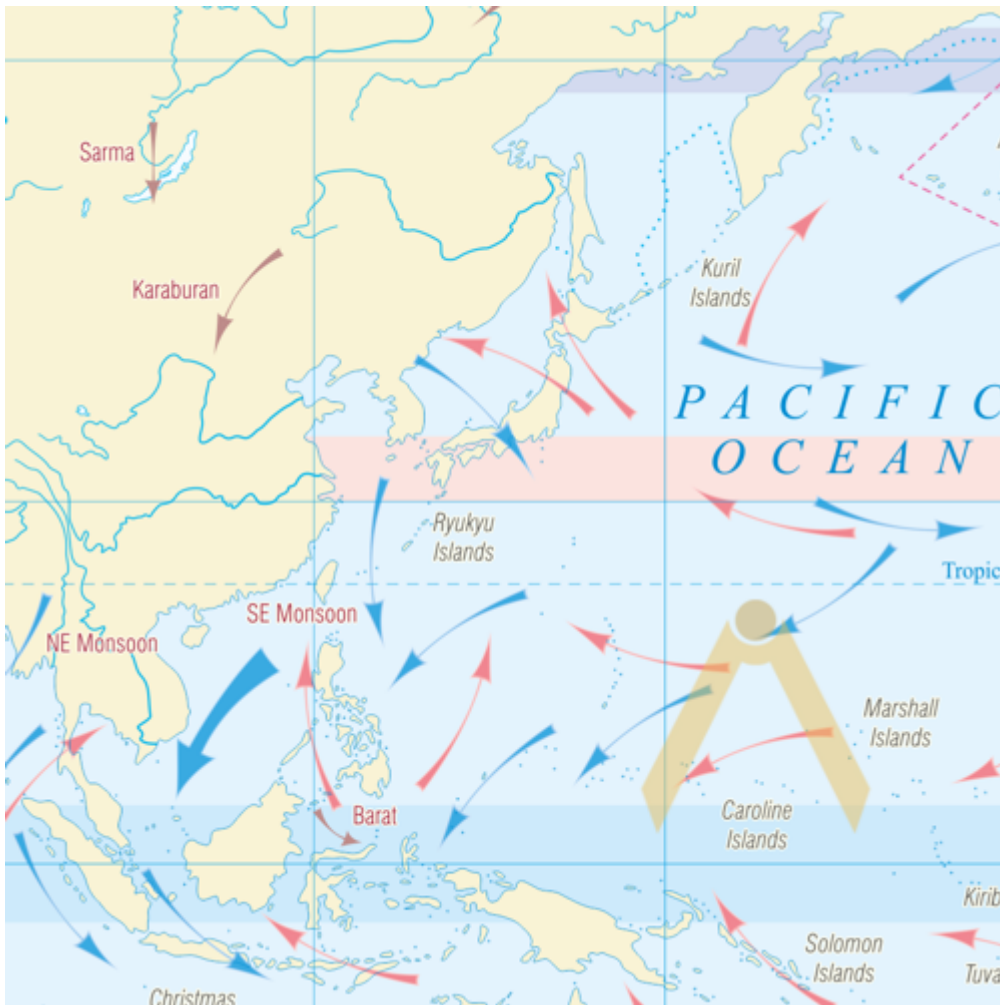 Sarma
Karaburan
Kuril
Islands
PACIFIC
OCEAN
Ryukyu
Islands
Tropic
SE Monsoon
NE Monsoon
Marshall
Islands
Barat
Caroline
Islands
Kirib
Solomon
Islands
Tuva
Christmas